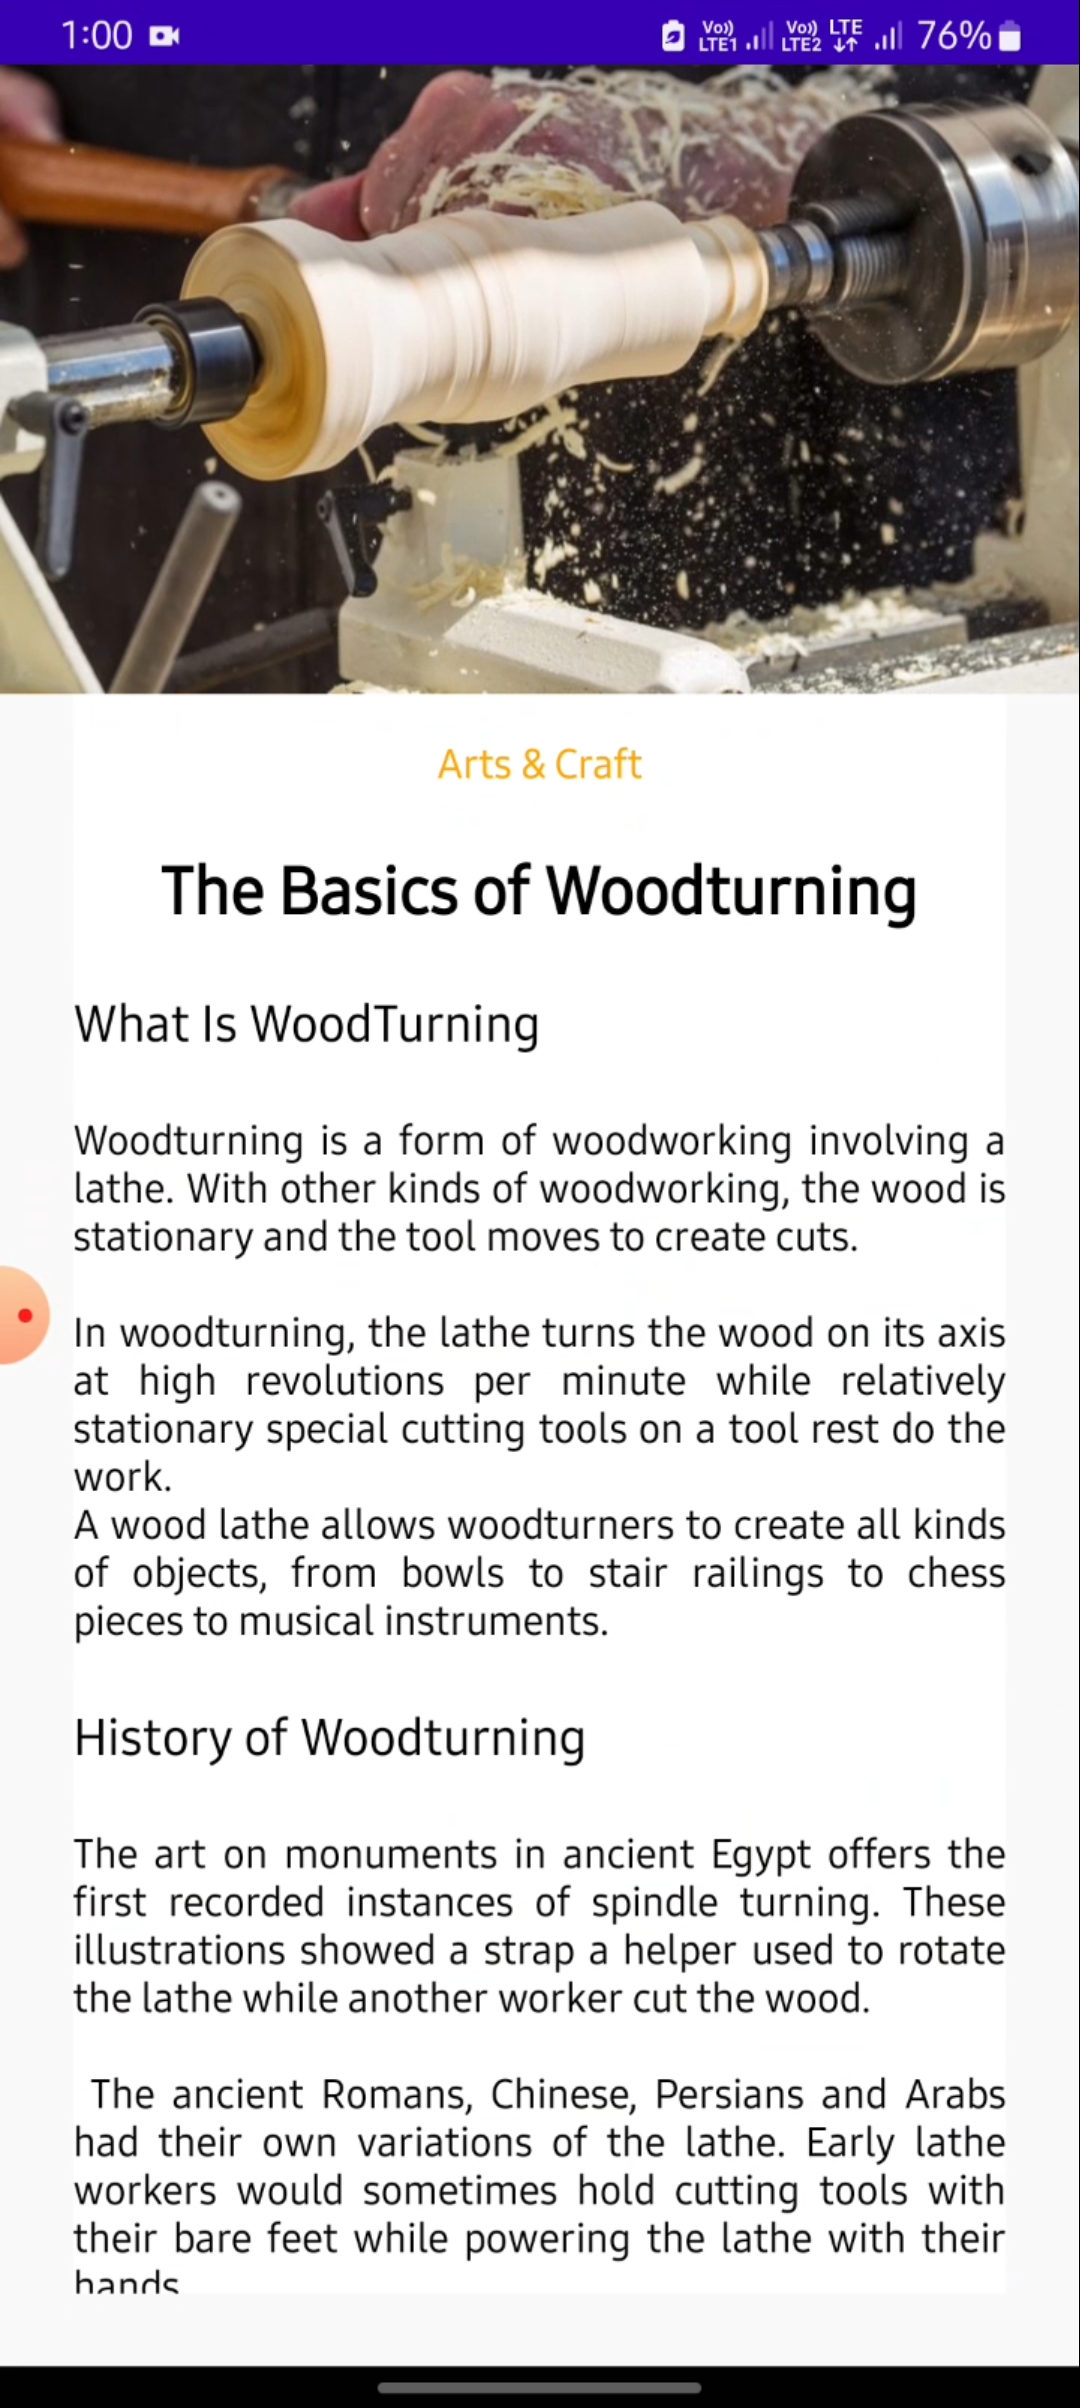 1:00
Vo)) LTE1 Vo)) LTE2 LTE 76%
Arts & Craft
The Basics of Woodturning
What Is WoodTurning
Woodturning is a form of woodworking involving a
lathe. With other kinds of woodworking, the wood is
stationary and the tool moves to create cuts.
In woodturning, the lathe turns the wood on its axis
at high revolutions per minute while relatively
stationary special cutting tools on a tool rest do the
work.
A wood lathe allows woodturners to create all kinds
of objects, from bowls to stair railings to chess
pieces to musical instruments.
History of Woodturning
The art on monuments in ancient Egypt offers the
first recorded instances of spindle turning. These
illustrations showed a strap a helper used to rotate
the lathe while another worker cut the wood.
The ancient Romans, Chinese, Persians and Arabs
had their own variations of the lathe. Early lathe
workers would sometimes hold cutting tools with
their bare feet while powering the lathe with their
hands